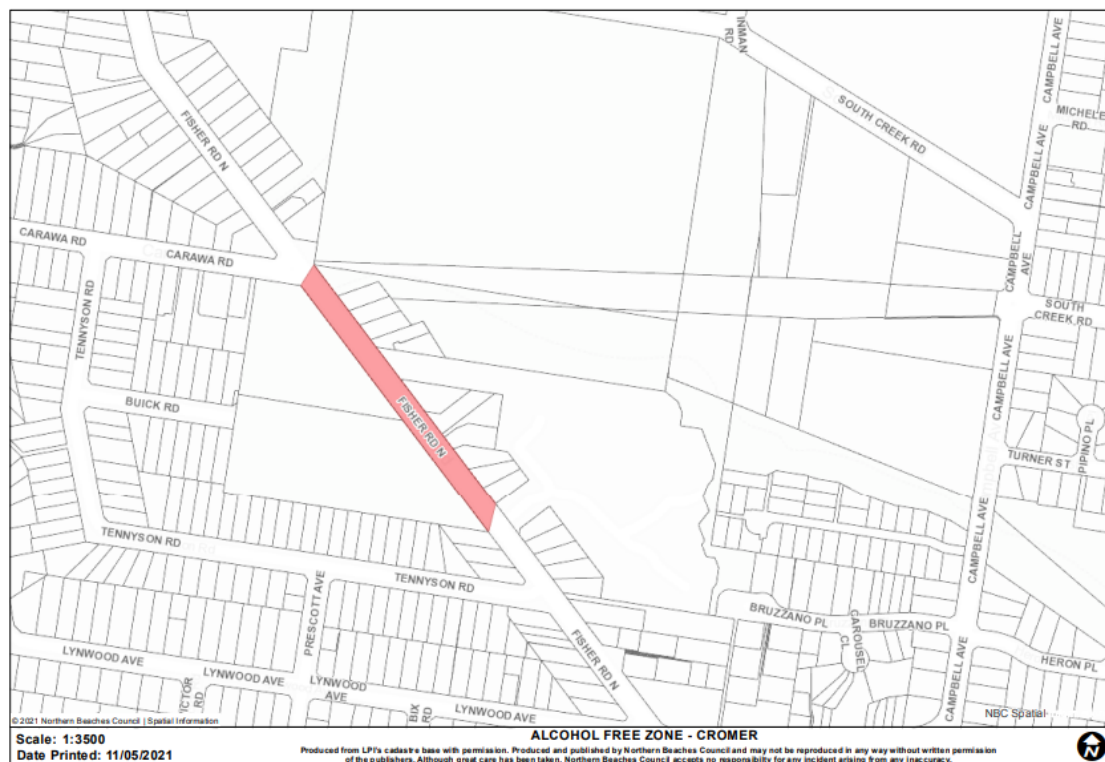 INMAN
RD
CAMPBELL AVE
MICHELE
RD
SOUTH CREEK RD
FISHER RD N
CAMPBELL AVE
CARAWA RD
CARAWA RD
CAMPBELL
AVE
SOUTH
CREEK RD
TENNYSON RD
CAMPBELL AVE
BUICK RD
FISHER RD N
PIPINO PL
TURNER ST
CAMPBELL AVE
TENNYSON RD
TENNYSON RD
PRESCOTT AVE
BRUZZANO PL
BRUZZANO PL
CAROUSEL
CL
FISHER RD N
HERON PL
LYNWOOD AVE
LYNWOOD AVE
LYNWOOD
AVE
LYNWOOD AVE
CAMPBELL AVE
VICTOR
RD
BIX
RD
NBC Spatial
© 2021 Northern Beaches Council | Spatial Information
Scale: 1:3500
Date Printed: 11/05/2021
ALCOHOL FREE ZONE - CROMER
Produced from LPI's cadastre base with permission. Produced and published by Northern Beaches Council and may not be reproduced in any way without written permission
of the publishers. Although great care has been taken, Northern Beaches Council accepts no responsibility for any incident arising from any inaccuracy.
N